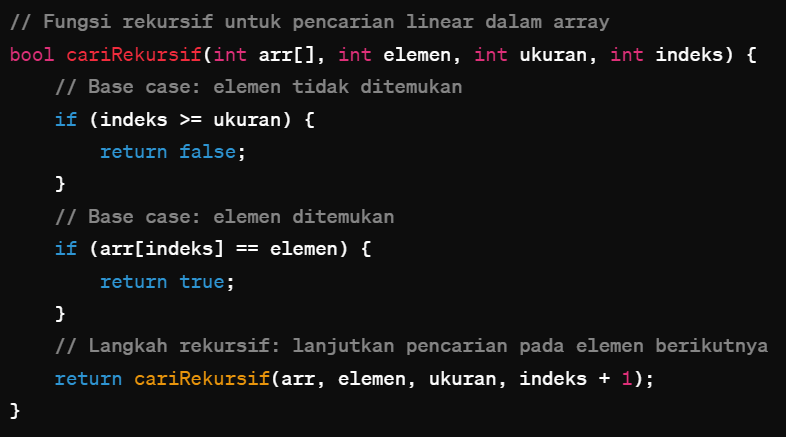 // Fungsi rekursif untuk pencarian linear dalam array
bool cariRekursif(int arr[], int elemen, int ukuran, int indeks) {
    // Base case: elemen tidak ditemukan
    if (indeks >= ukuran) {
        return false;
    }
    // Base case: elemen ditemukan
    if (arr[indeks] == elemen) {
        return true;
    }
    // Langkah rekursif: lanjutkan pencarian pada elemen berikutnya
    return cariRekursif(arr, elemen, ukuran, indeks + 1);
}